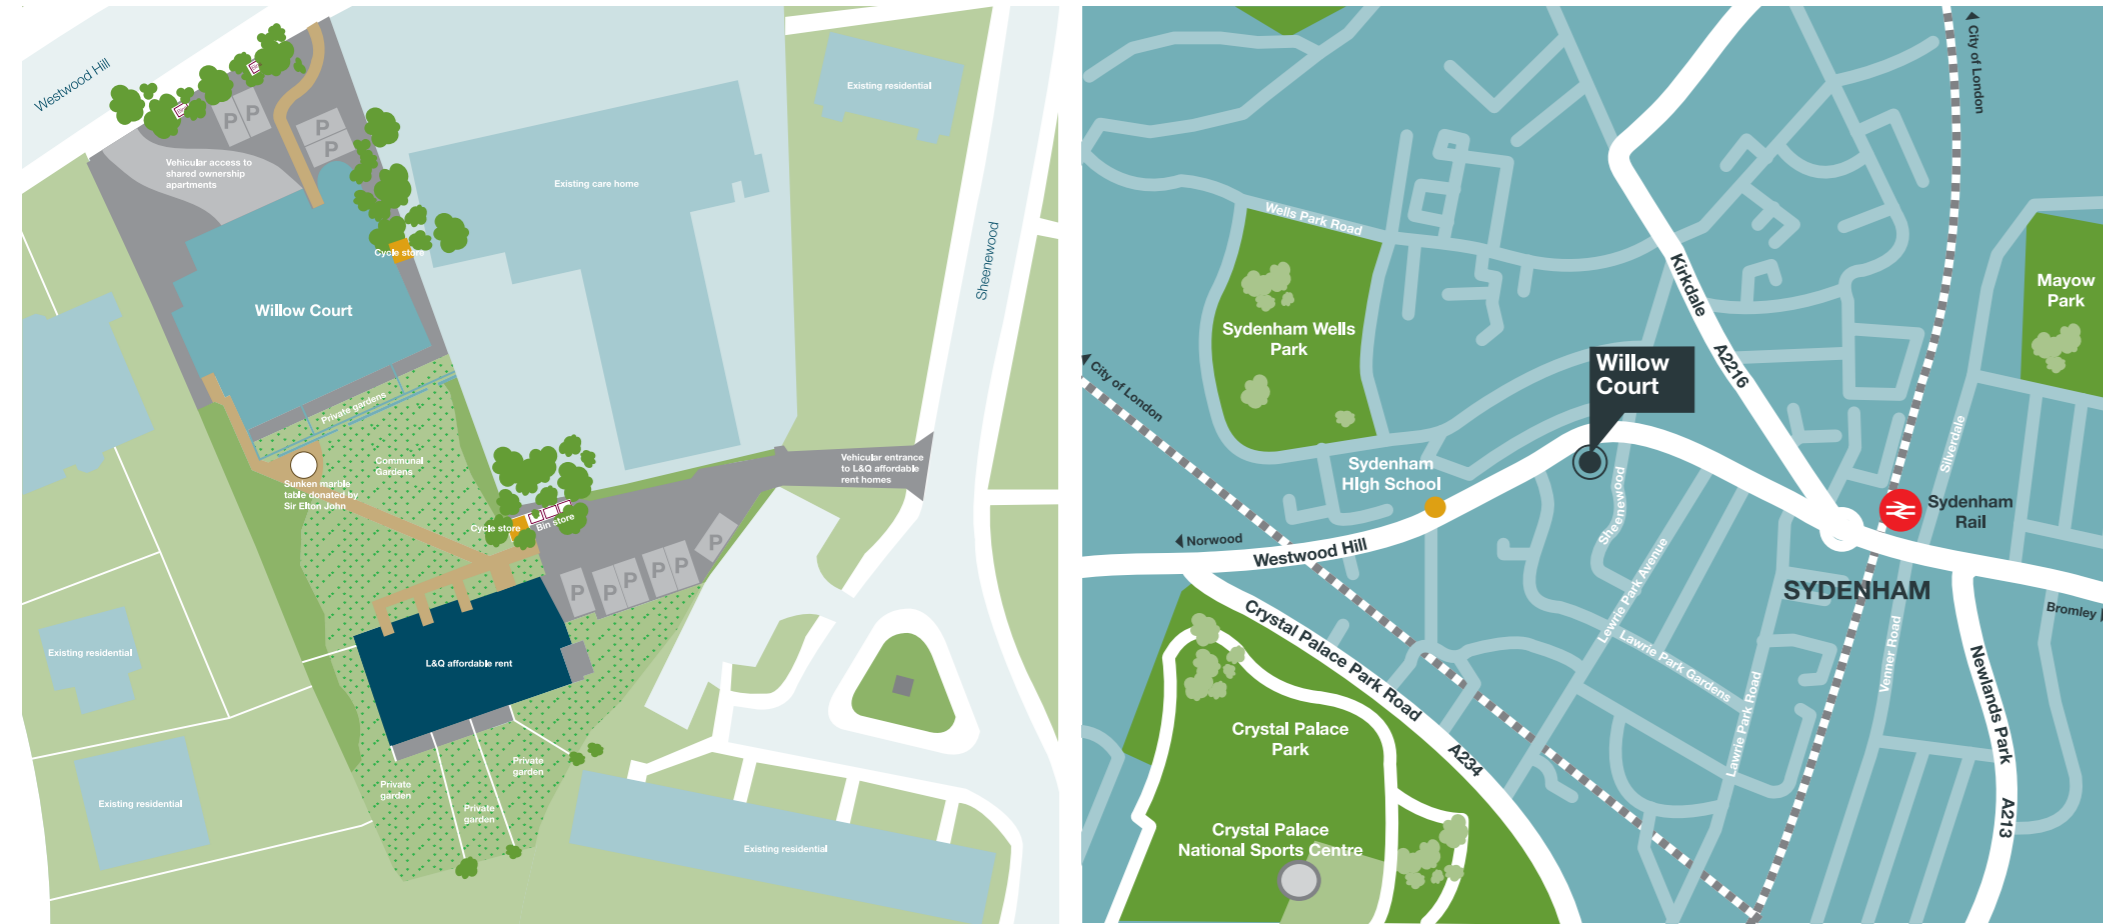 Westwood Hill
Bin
Bin
P
P
P
P
Vehicular access to
shared ownership
apartments
Cycle store
Willow Court
Private gardens
Communal
Gardens
Sunken marble
table donated by
Sir Elton John
Cycle store
Bin store
Existing care home
Existing residential
Sheenewood
Vehicular entrance
to L&Q affordable
rent homes
P
P
P
P
P
P
L&Q affordable rent
Existing residential
Existing residential
Private
garden
Private
garden
Private
garden
Existing residential
City of London
Wells Park Road
Sydenham Wells
Park
Kirkdale
A2216
Mayow
Park
City of London
Willow
Court
Silverdale
Sydenham
HIgh School
Sheenewood
Sydenham
Rail
Norwood
Westwood Hill
SYDENHAM
Bromley
Crystal Palace Park Road
A234
Lewrie Park Avenue
Lawrie Park Gardens
Lawrie Park Road
Venner Road
Newlands Park
A213
Crystal Palace
Park
Crystal Palace
National Sports Centre